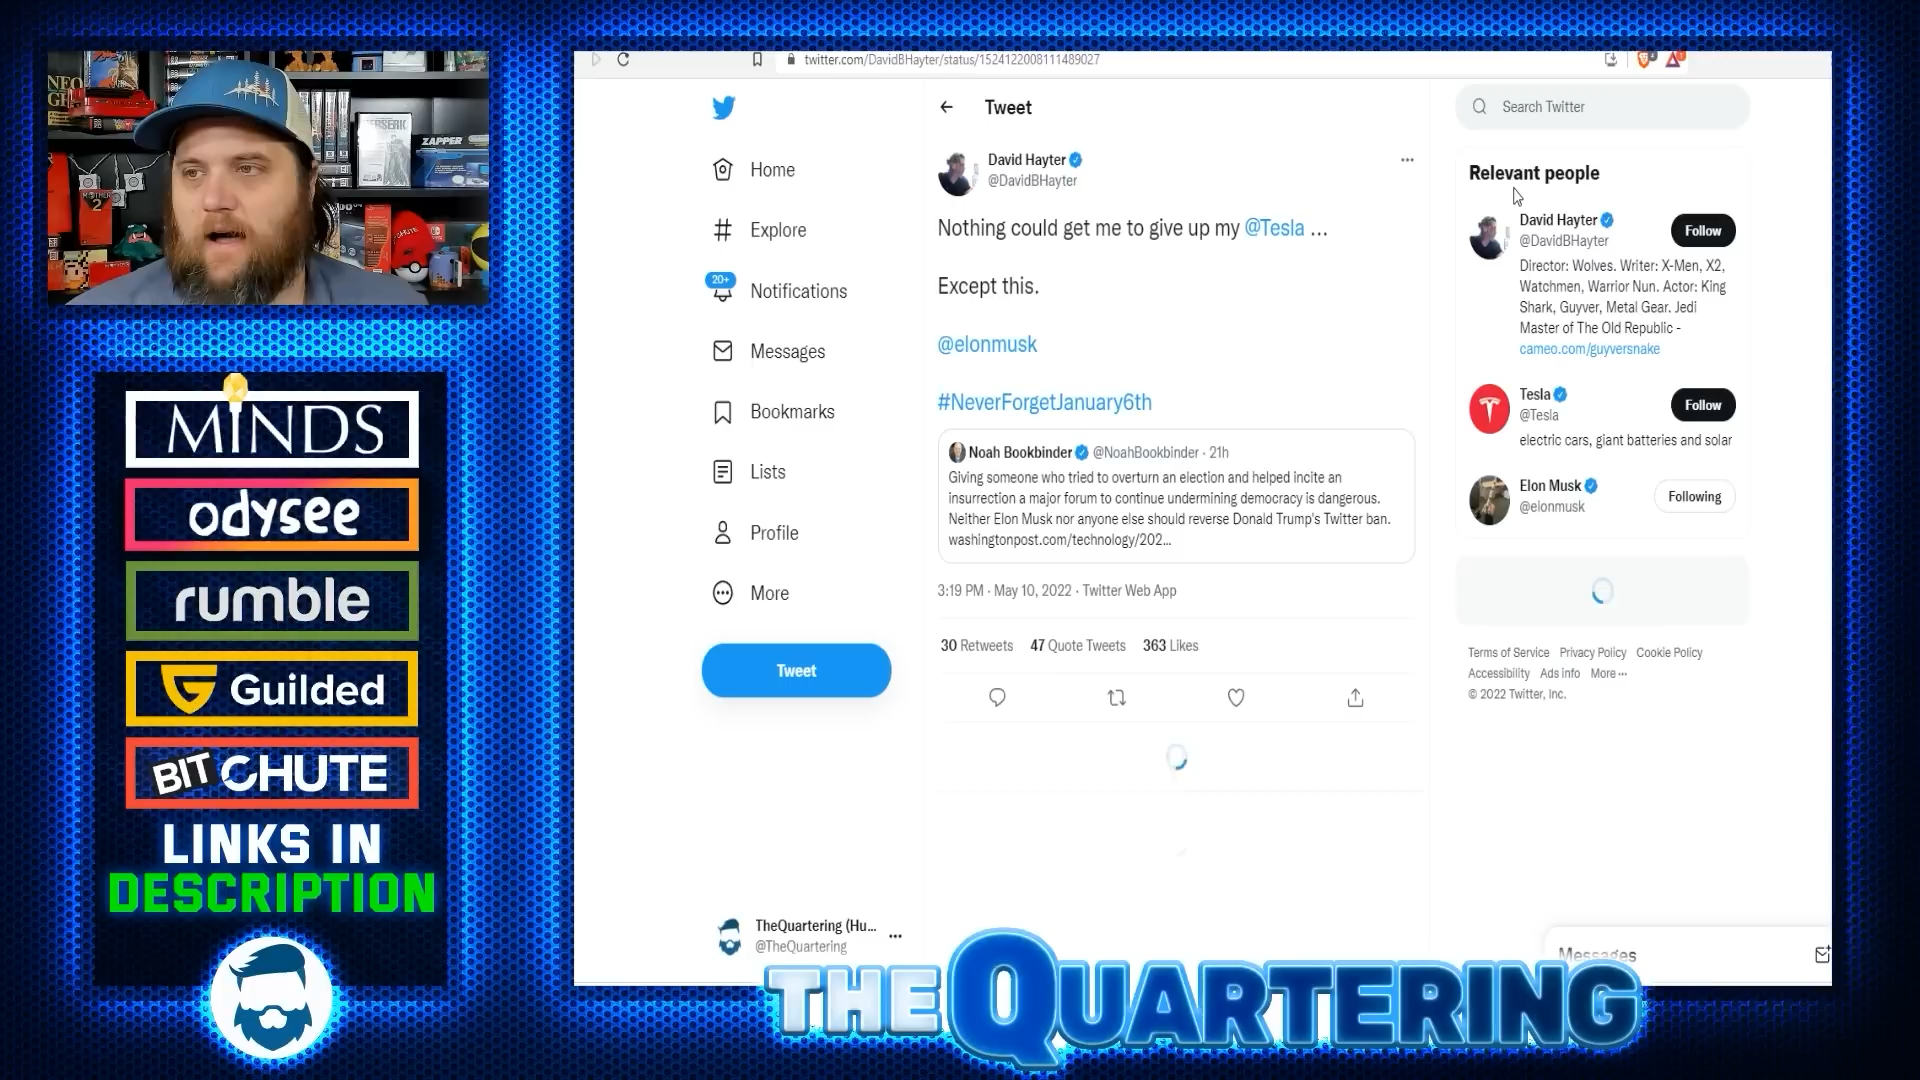 twitter.com/DavidBHayter/status/1524122008111489027
NEO
GH
BERSERK
ZAPPER
MOTHER
2
MINDS
odysee
rumble
Guilded
BITCHUTE
LINKS IN
DESCRIPTION
Home
Explore
20+
Notifications
Messages
Bookmarks
Lists
Profile
More
Tweet
TheQuartering (Hu...
@TheQuartering
Tweet
David Hayter
@DavidBHayter
Nothing could get me to give up my @Tesla ...
Except this.
@elonmusk
#NeverForgetJanuary6th
Noah Bookbinder @NoahBookbinder · 21h
Giving someone who tried to overturn an election and helped incite an
insurrection a major forum to continue undermining democracy is dangerous.
Neither Elon Musk nor anyone else should reverse Donald Trump's Twitter ban.
washingtonpost.com/technology/202...
3:19 PM · May 10, 2022 · Twitter Web App
30 Retweets 47 Quote Tweets 363 Likes
Search Twitter
Relevant people
David Hayter
@DavidBHayter
Follow
Director: Wolves. Writer: X-Men, X2,
Watchmen, Warrior Nun. Actor: King
Shark, Guyver, Metal Gear. Jedi
Master of The Old Republic -
cameo.com/guyversnake
Tesla
@Tesla
Follow
electric cars, giant batteries and solar
Elon Musk
@elonmusk
Following
Terms of Service Privacy Policy Cookie Policy
Accessibility Ads info More ...
© 2022 Twitter, Inc.
Messages
THE QUARTERING